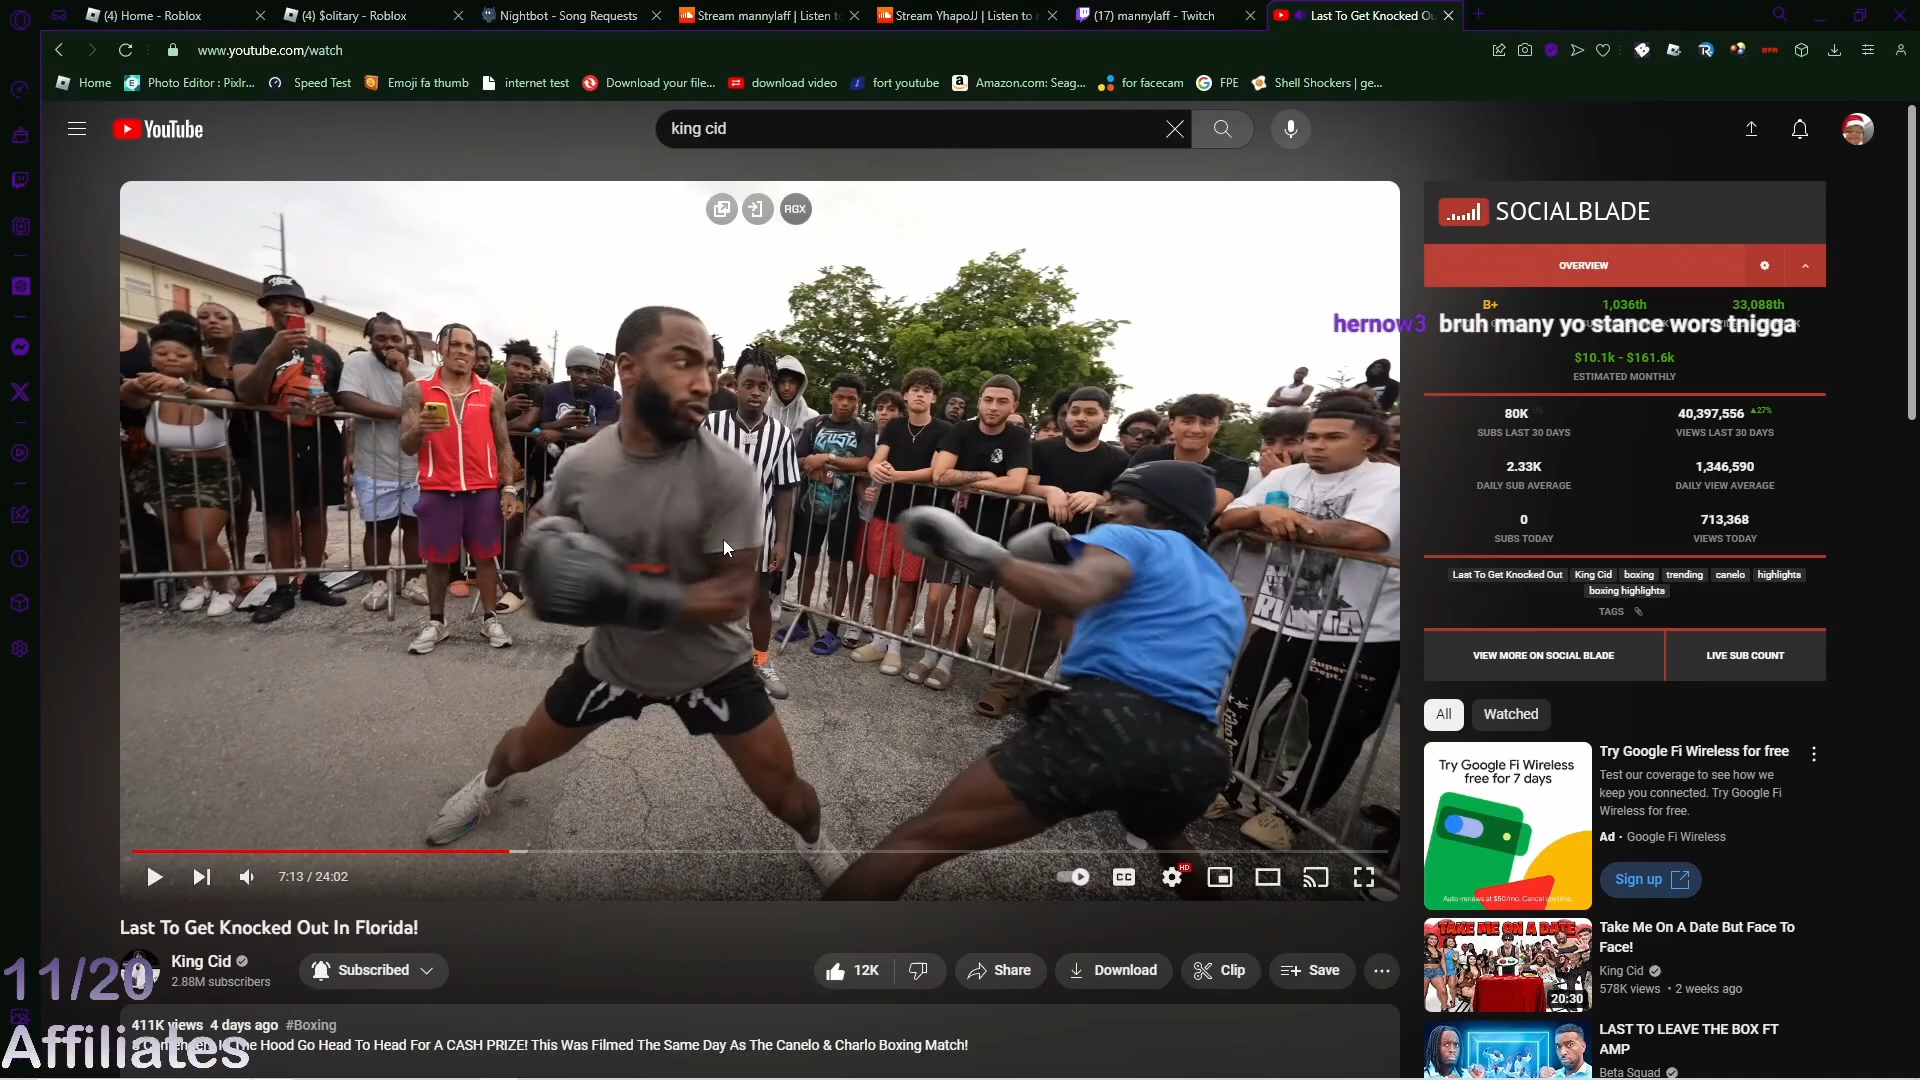 (4) Home - Roblox
(4) $olitary - Roblox
Nightbot - Song Requests
Stream mannylaff | Listen to
Stream YhapoJJ | Listen to
(17) mannylaff - Twitch
Last To Get Knocked Ou
www.youtube.com/watch
Home
Photo Editor : Pixlr...
Speed Test
Emoji fa thumb
internet test
Download your file...
download video
fort youtube
Amazon.com: Seag...
for facecam
FPE
Shell Shockers | ge...
YouTube
king cid
RGX
SOCIALBLADE
OVERVIEW
B+
1,036th
33,088th
hernow3 bruh many yo stance wors tnigga
$10.1k - $161.6k
ESTIMATED MONTHLY
80K
40,397,556 ▲27%
SUBS LAST 30 DAYS
VIEWS LAST 30 DAYS
2.33K
1,346,590
DAILY SUB AVERAGE
DAILY VIEW AVERAGE
0
713,368
SUBS TODAY
VIEWS TODAY
Last To Get Knocked Out
King Cid
boxing
trending
canelo
highlights
boxing highlights
TAGS
VIEW MORE ON SOCIAL BLADE
LIVE SUB COUNT
All
Watched
Try Google Fi Wireless
free for 7 days
Auto-renews at $50/mo. Cancel anytime.
Try Google Fi Wireless for free
Test our coverage to see how we
keep you connected. Try Google Fi
Wireless for free.
Ad · Google Fi Wireless
Sign up
TAKE ME ON A DATE
20:30
Take Me On A Date But Face To
Face!
King Cid
578K views • 2 weeks ago
LAST TO LEAVE THE BOX FT
AMP
Beta Squad
7:13 / 24:02
CC
HD
Last To Get Knocked Out In Florida!
King Cid
2.88M subscribers
Subscribed
12K
Share
Download
Clip
Save
11/20
Affiliates
411K views 4 days ago #Boxing
The Hood Go Head To Head For A CASH PRIZE! This Was Filmed The Same Day As The Canelo & Charlo Boxing Match!